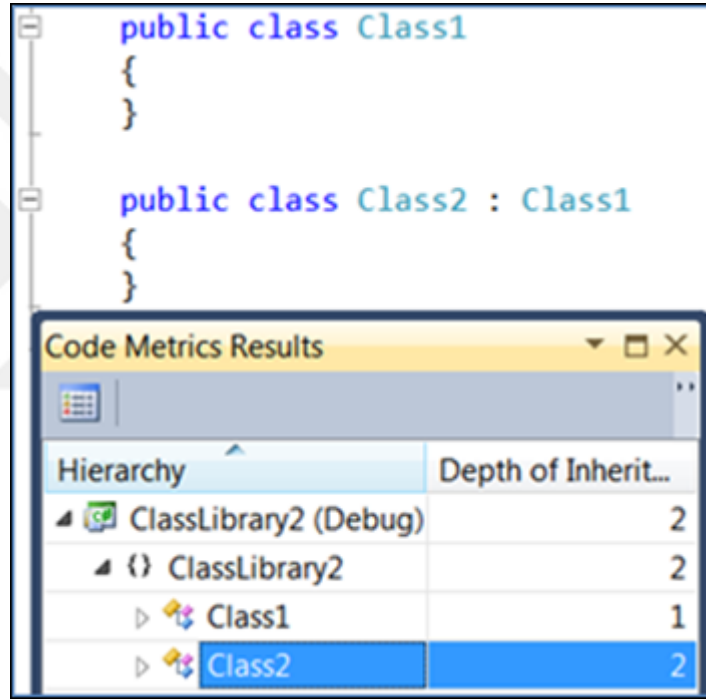 public class Class1
{
}
public class Class2 : Class1
{
}
Code Metrics Results
Hierarchy Depth of Inherit...
ClassLibrary2 (Debug) 2
{} ClassLibrary2 2
Class1 1
Class2 2